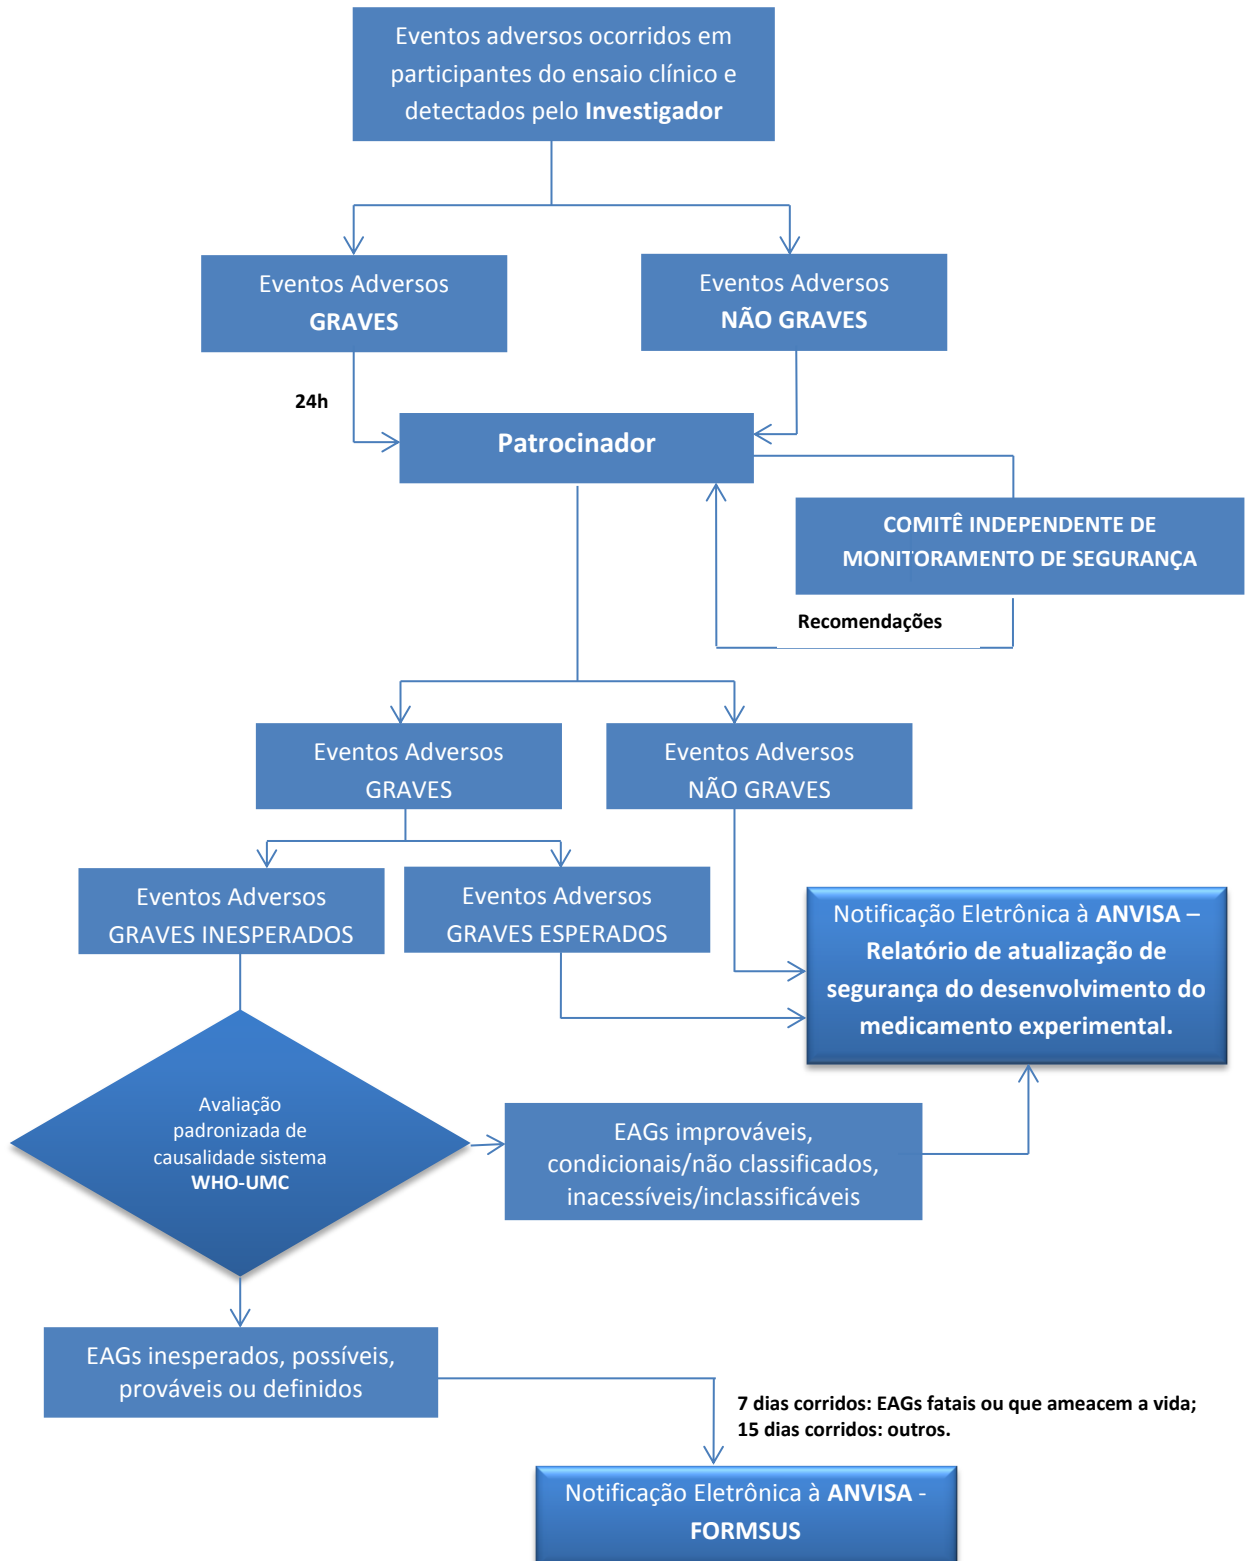 Eventos adversos ocorridos em
participantes do ensaio clínico e
detectados pelo Investigador
Eventos Adversos
GRAVES
Eventos Adversos
NÃO GRAVES
24h
Patrocinador
COMITÊ INDEPENDENTE DE
MONITORAMENTO DE SEGURANÇA
Recomendações
Eventos Adversos
GRAVES
Eventos Adversos
NÃO GRAVES
Eventos Adversos
GRAVES INESPERADOS
Eventos Adversos
GRAVES ESPERADOS
Notificação Eletrônica à ANVISA –
Relatório de atualização de
segurança do desenvolvimento do
medicamento experimental.
Avaliação
padronizada de
causalidade sistema
WHO-UMC
EAGs improváveis,
condicionais/não classificados,
inacessíveis/inclassificáveis
EAGs inesperados, possíveis,
prováveis ou definidos
7 dias corridos: EAGs fatais ou que ameacem a vida;
15 dias corridos: outros.
Notificação Eletrônica à ANVISA -
FORMSUS